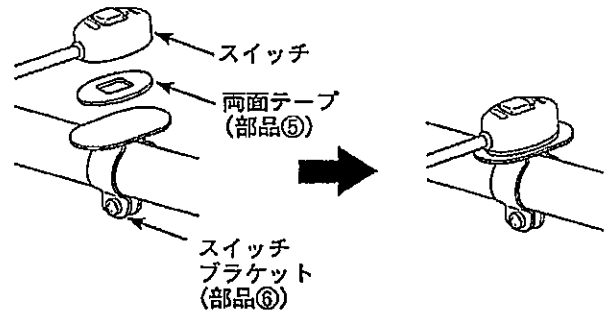 スイッチ
両面テープ
(部品⑤)
スイッチ
ブラケット
(部品⑥)